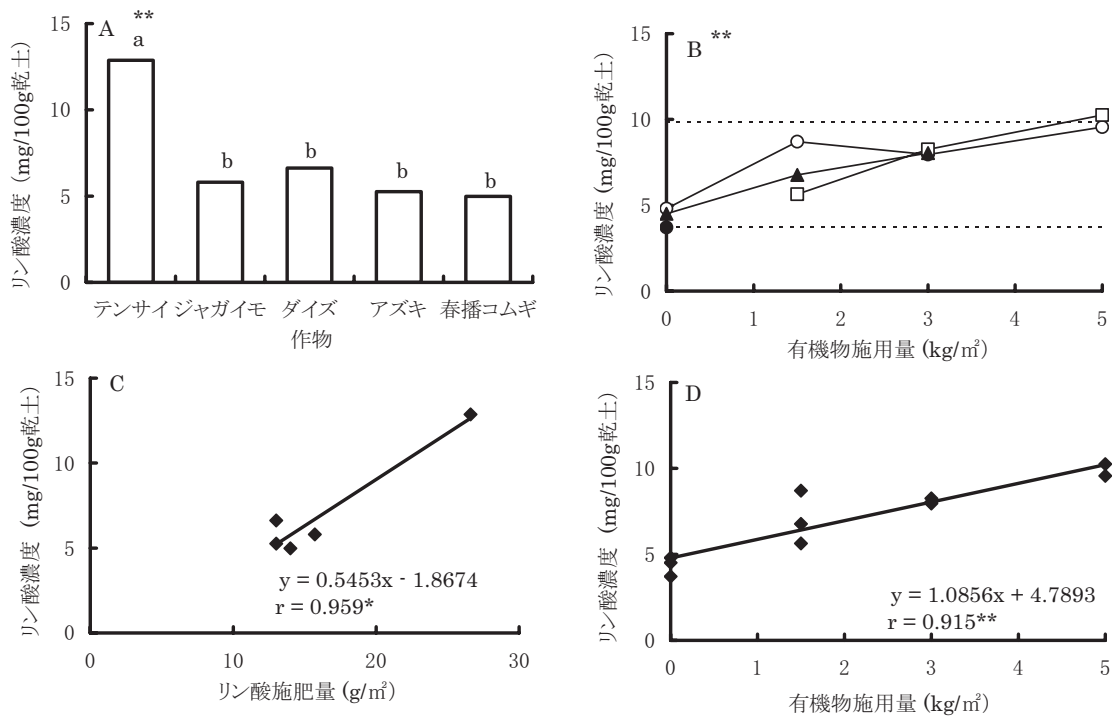 A
**
a
b
b
b
b
15
10
5
0
リン酸濃度 (mg/100g乾土)
テンサイ ジャガイモ ダイズ アズキ 春播コムギ
作物
B **
15
10
5
0
リン酸濃度 (mg/100g乾土)
0 1 2 3 4 5
有機物施用量 (kg/㎡)
C
15
10
5
0
リン酸濃度 (mg/100g乾土)
y = 0.5453x - 1.8674
r = 0.959*
0 10 20 30
リン酸施肥量 (g/㎡)
D
15
10
5
0
リン酸濃度 (mg/100g乾土)
y = 1.0856x + 4.7893
r = 0.915**
0 1 2 3 4 5
有機物施用量 (kg/㎡)